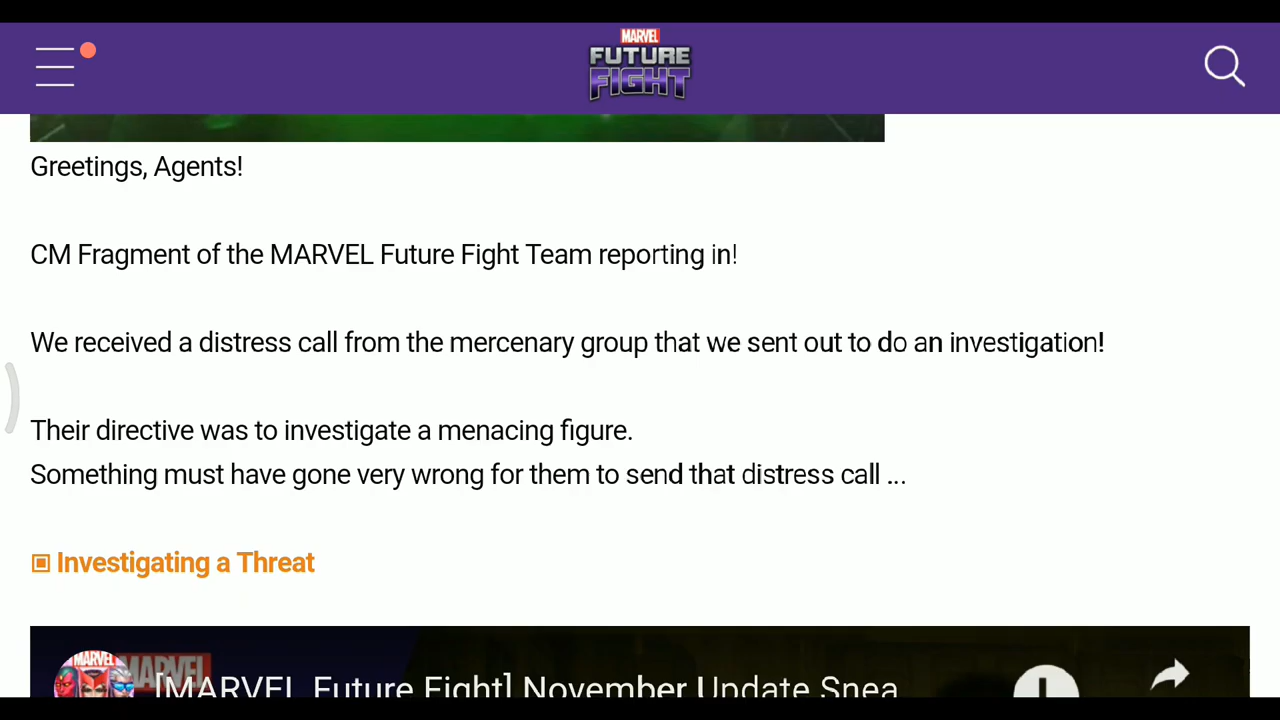 MARVEL
FUTURE
FIGHT
Greetings, Agents!
CM Fragment of the MARVEL Future Fight Team reporting in!
We received a distress call from the mercenary group that we sent out to do an investigation!
Their directive was to investigate a menacing figure.
Something must have gone very wrong for them to send that distress call ...
Investigating a Threat
MARVEL
MARVEL
[MARVEL Future Fight] November Update Snea